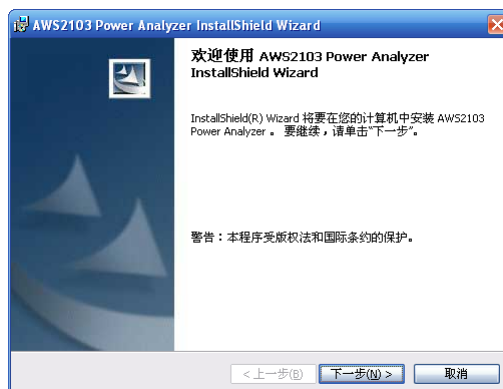 AWS2103 Power Analyzer InstallShield Wizard
欢迎使用 AWS2103 Power Analyzer
InstallShield Wizard
InstallShield(R) Wizard 将要在您的计算机中安装 AWS2103
Power Analyzer 。 要继续，请单击“下一步”。
警告：本程序受版权法和国际条约的保护。
< 上一步(B)
下一步(N) >
取消